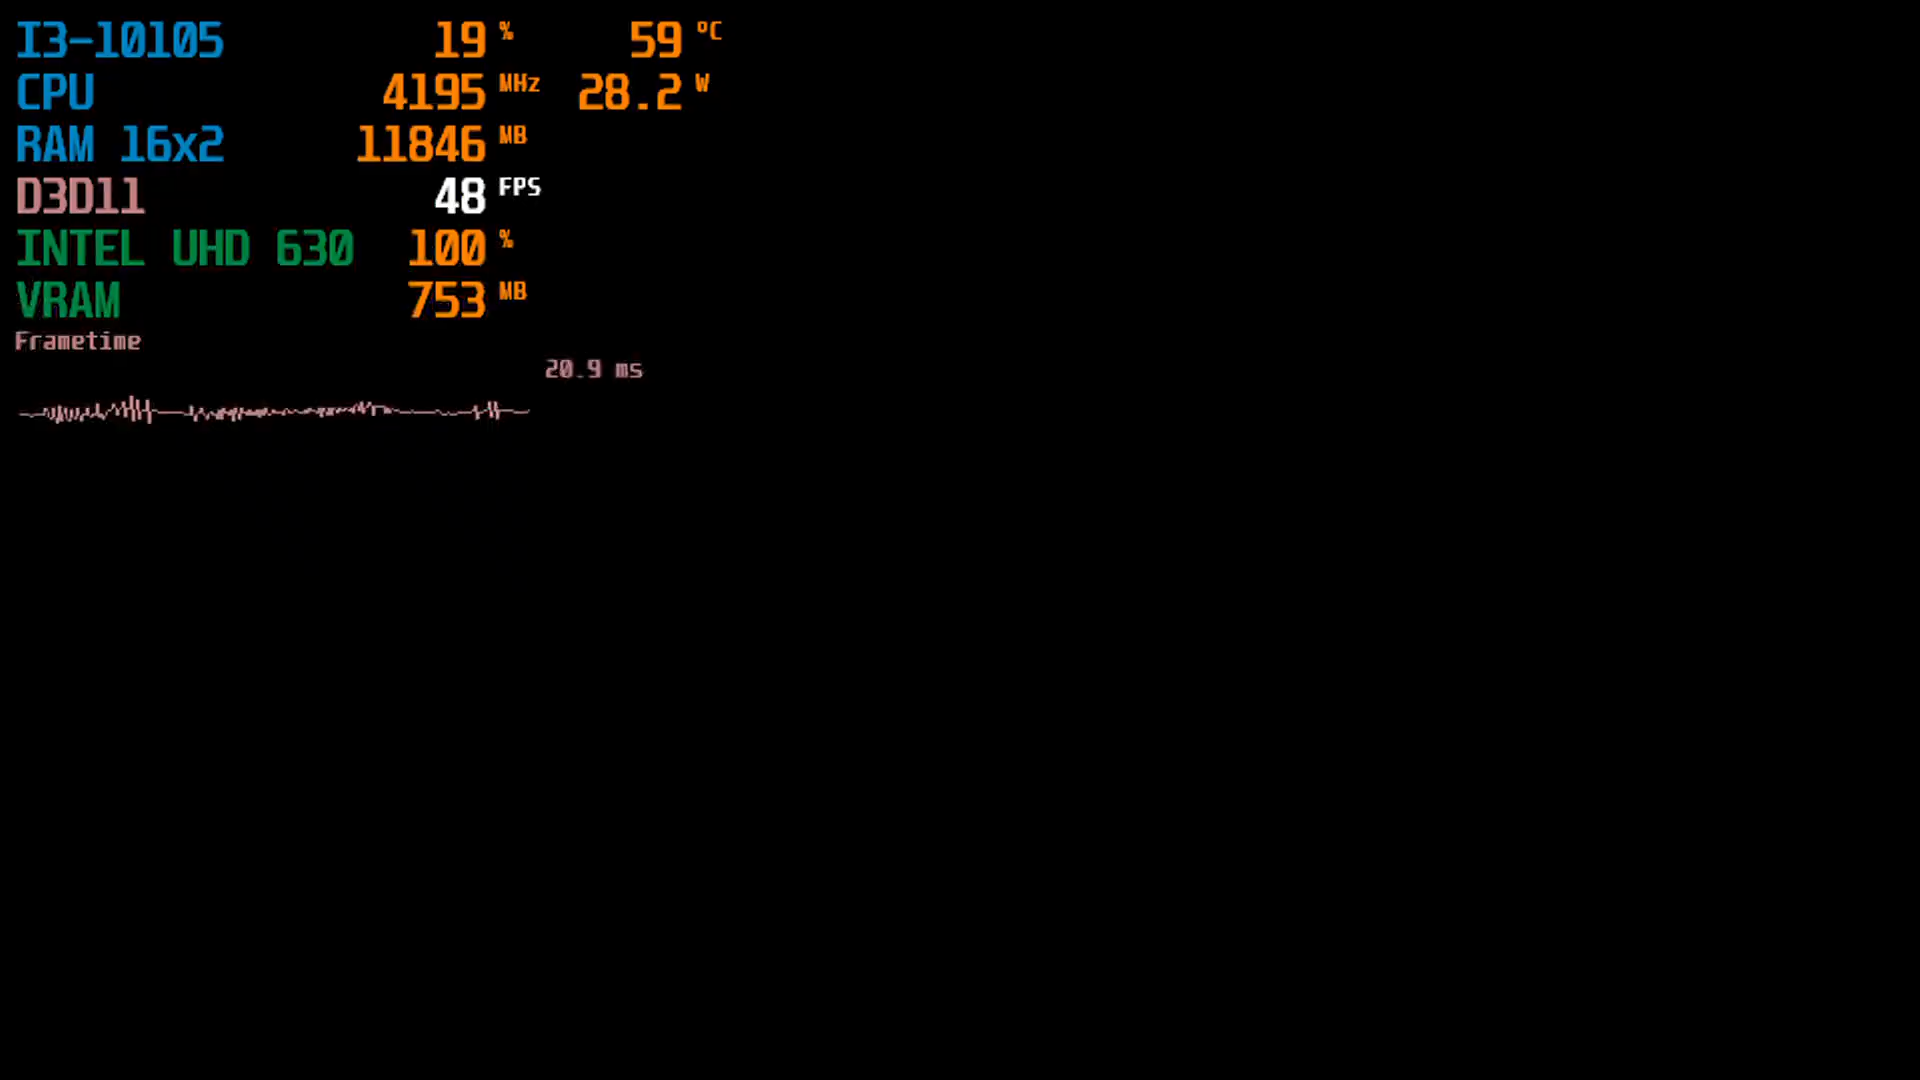 I3-10105 19 % 59 °C
CPU 4195 MHz 28.2 W
RAM 16x2 11846 MB
D3D11 48 FPS
INTEL UHD 630 100 %
VRAM 753 MB
Frametime
20.9 ms